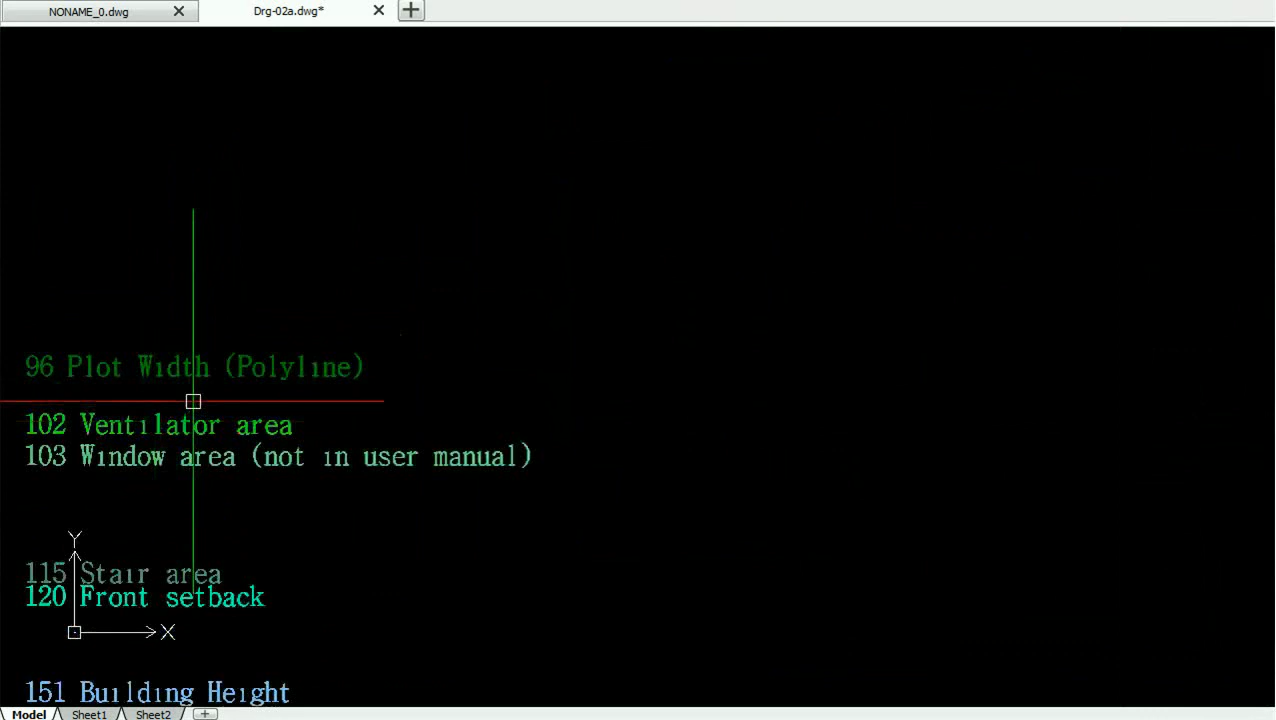 NONAME_0.dwg
Drg-02a.dwg*
96 Plot Width (Polyline)
102 Ventilator area
103 Window area (not in user manual)
Y
115 Stair area
120 Front setback
X
151 Building Height
Model Sheet1 Sheet2